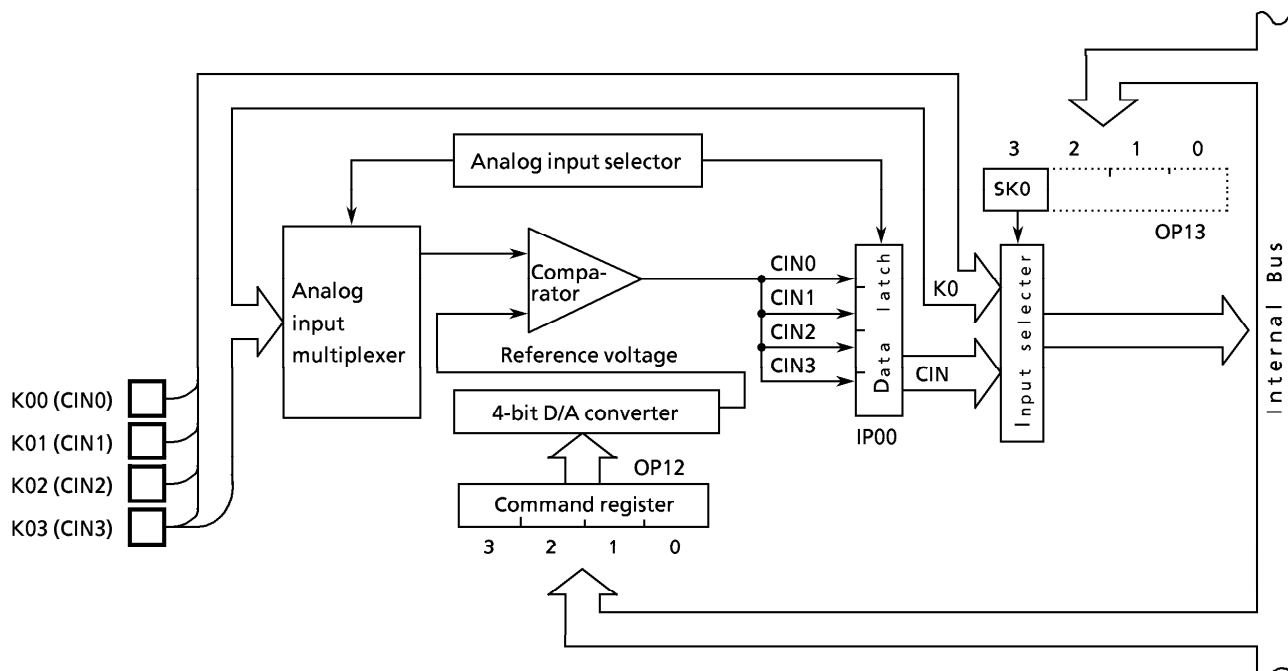 Analog input selector
3 2 1 0
SK0
OP13
Analog
input
multiplexer
Compa-
rator
CIN0
CIN1
CIN2
CIN3
Data latch
K0
CIN
Input selecter
Internal Bus
Reference voltage
K00 (CIN0)
K01 (CIN1)
K02 (CIN2)
K03 (CIN3)
4-bit D/A converter
IP00
OP12
Command register
3 2 1 0